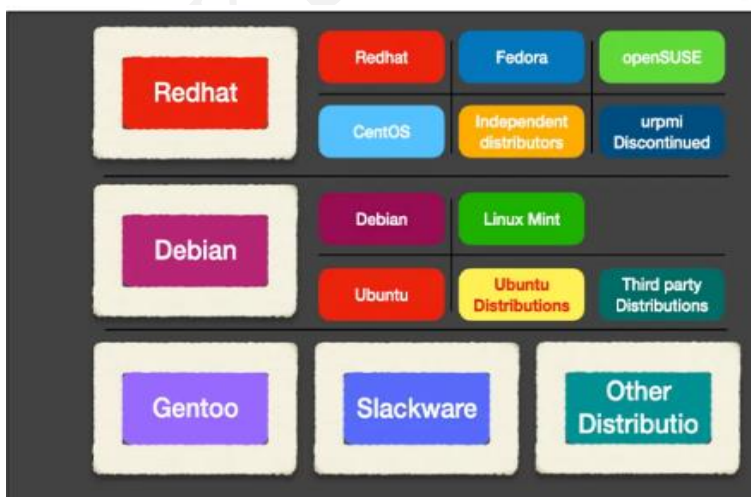 Redhat
Redhat
Fedora
openSUSE
CentOS
Independent
distributors
urpmi
Discontinued
Debian
Debian
Linux Mint
Ubuntu
Ubuntu
Distributions
Third party
Distributions
Gentoo
Slackware
Other
Distributio